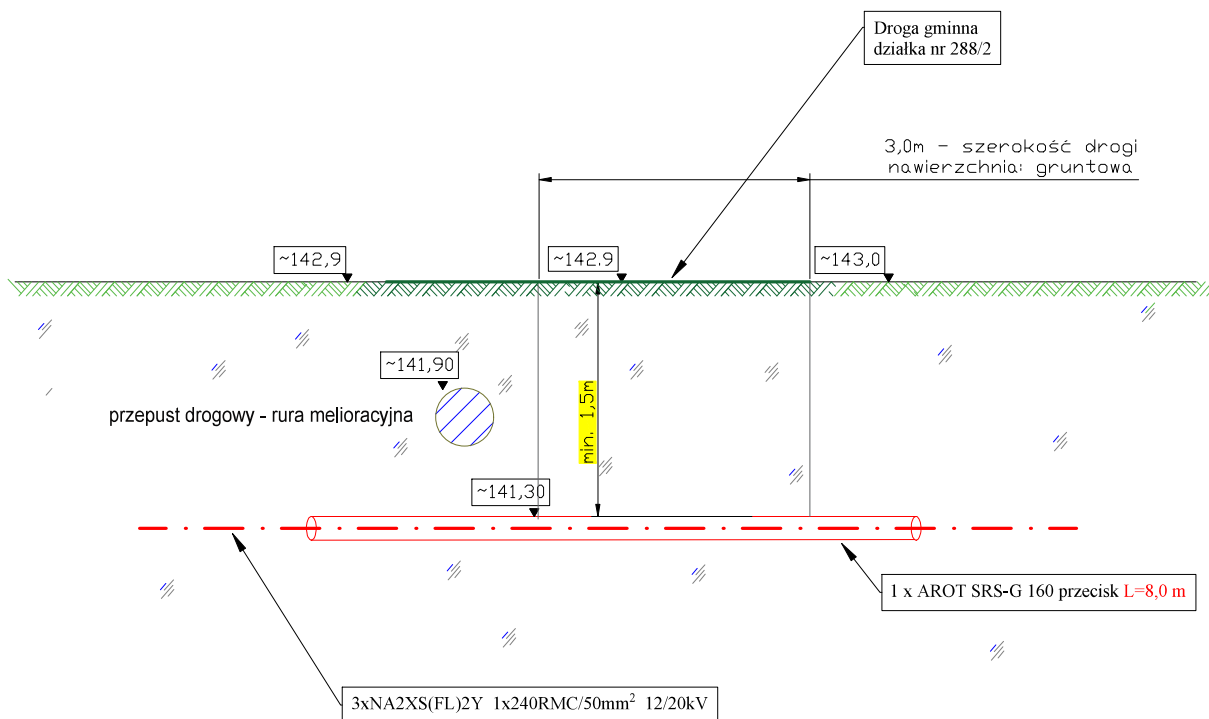 Droga gminna
działka nr 288/2
3,0m - szerokość drogi
nawierzchnia: gruntowa
~142,9
~142.9
~143,0
~141,90
przepust drogowy - rura melioracyjna
min. 1,5m
~141,30
1 x AROT SRS-G 160 przecisk L=8,0 m
3xNA2XS(FL)2Y 1x240RMC/50mm² 12/20kV